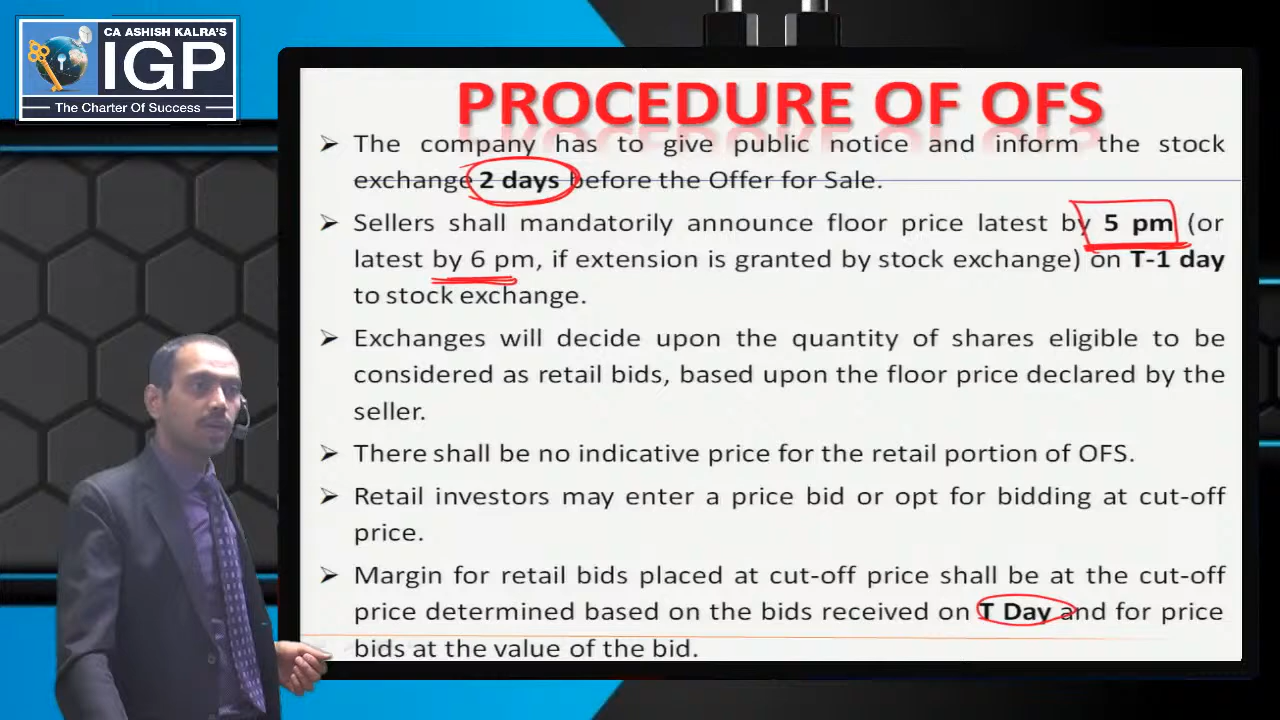 CA ASHISH KALRA'S
IGP
The Charter Of Success
PROCEDURE OF OFS
➢ The company has to give public notice and inform the stock
exchange 2 days before the Offer for Sale.
➢ Sellers shall mandatorily announce floor price latest by 5 pm (or
latest by 6 pm, if extension is granted by stock exchange) on T-1 day
to stock exchange.
➢ Exchanges will decide upon the quantity of shares eligible to be
considered as retail bids, based upon the floor price declared by the
seller.
➢ There shall be no indicative price for the retail portion of OFS.
➢ Retail investors may enter a price bid or opt for bidding at cut-off
price.
➢ Margin for retail bids placed at cut-off price shall be at the cut-off
price determined based on the bids received on T Day and for price
bids at the value of the bid.